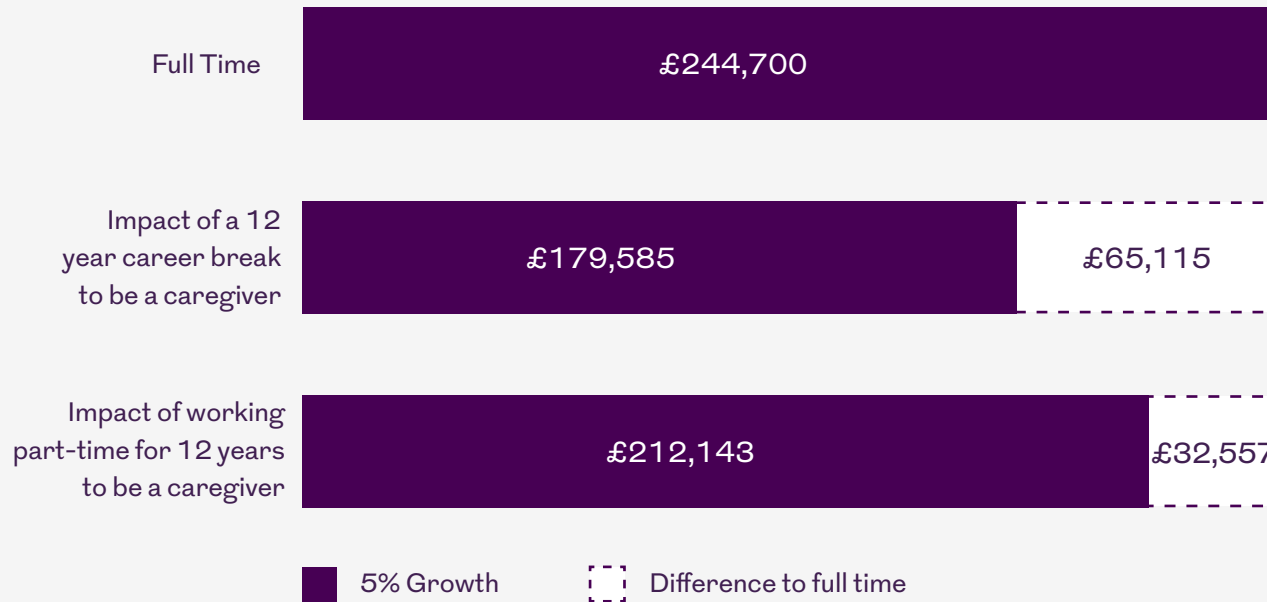 Full Time
£244,700
Impact of a 12
year career break
to be a caregiver
£179,585
£65,115
Impact of working
part-time for 12 years
to be a caregiver
£212,143
£32,557
5% Growth
Difference to full time